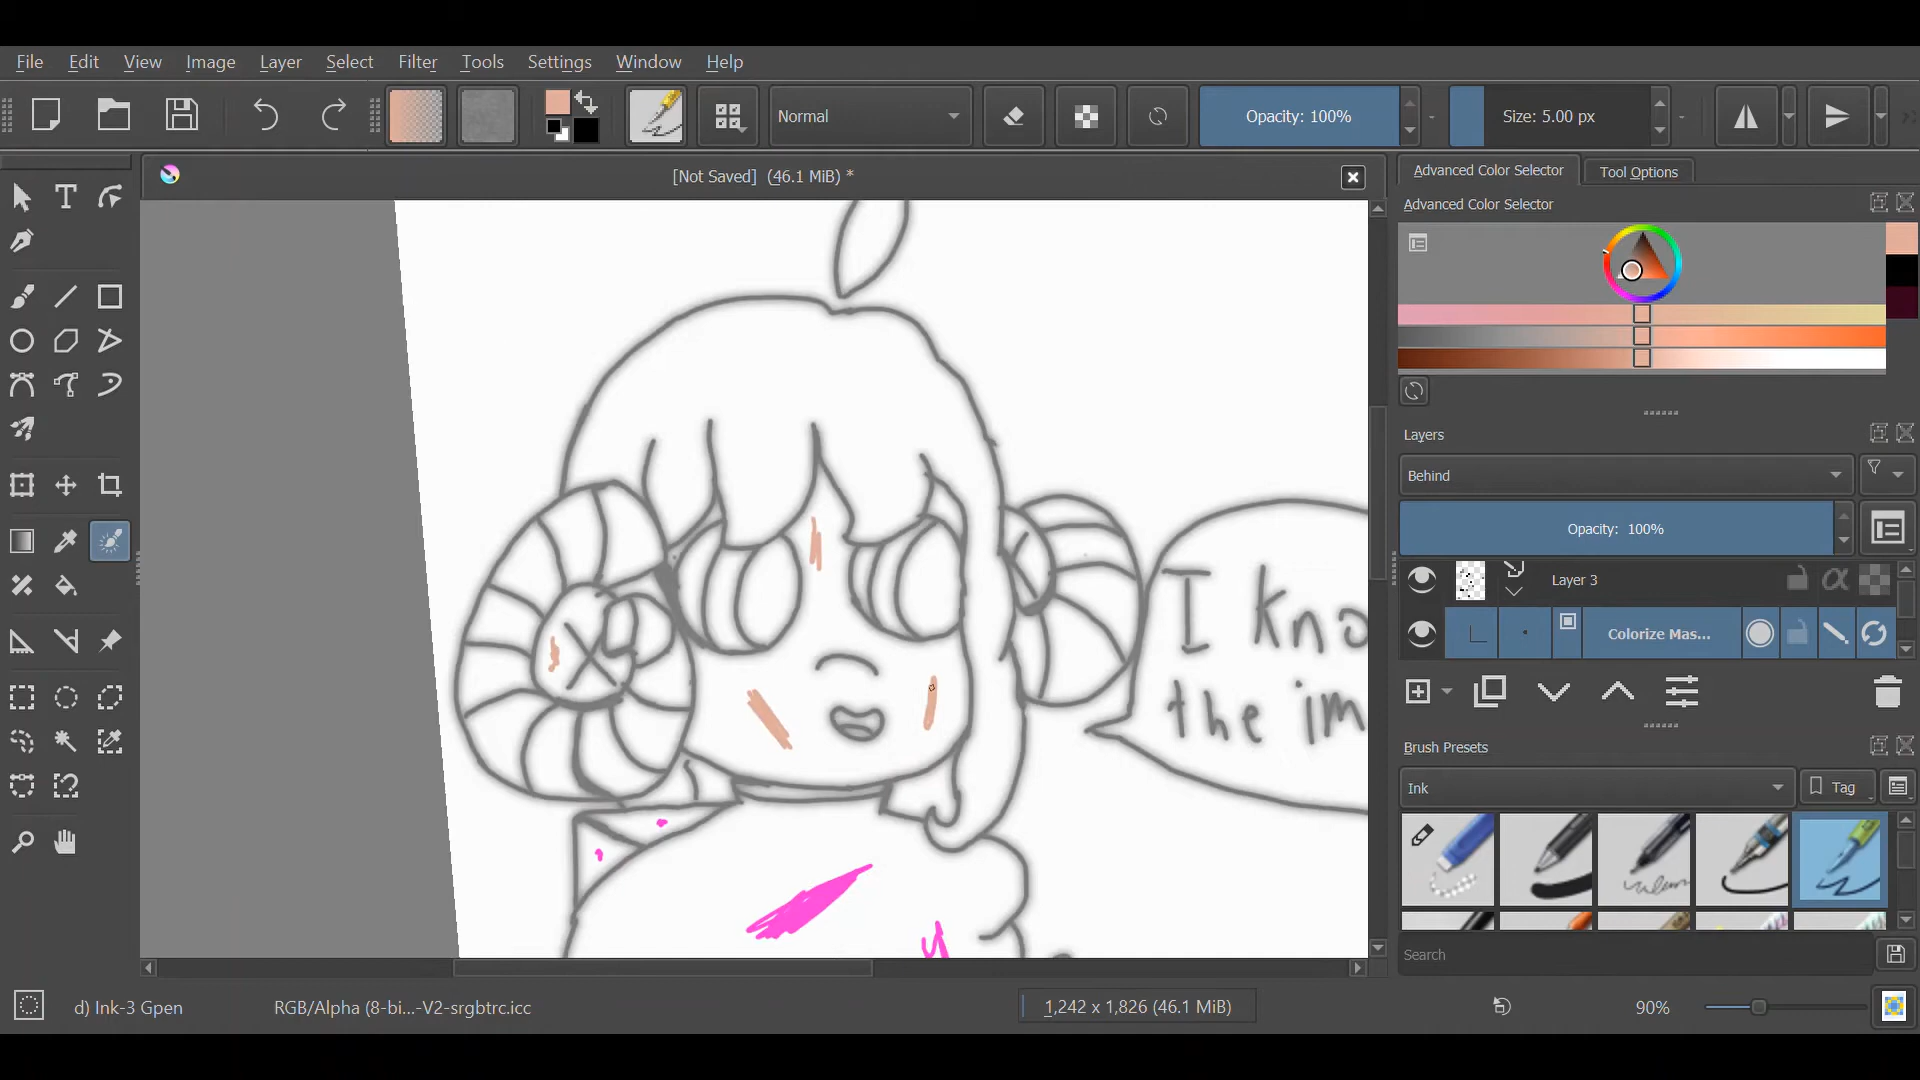 File Edit View Image Layer Select Filter Tools Settings Window Help
Normal
Opacity: 100%
Size: 5.00 px
[Not Saved] (46.1 MiB) *
Advanced Color Selector
Tool Options
Advanced Color Selector
Layers
Behind
Opacity: 100%
Layer 3
Colorize Mas...
I kno
the im
Brush Presets
Ink
Tag
Search
d) Ink-3 Gpen
RGB/Alpha (8-bi...-V2-srgbtrc.icc
1,242 x 1,826 (46.1 MiB)
90%